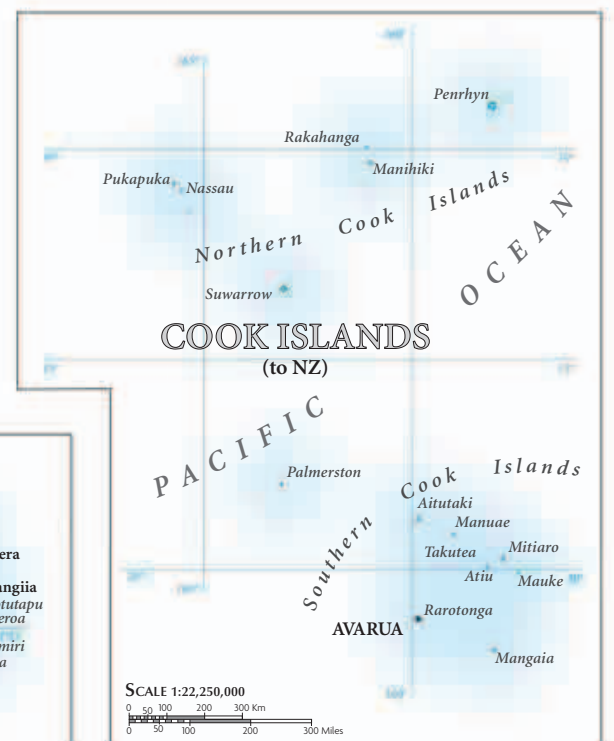 Penrhyn
Rakahanga
Manihiki
Pukapuka
Nassau
Northern Cook Islands
OCEAN
Suwarrow
COOK ISLANDS
(to NZ)
PACIFIC
Palmerston
Southern Cook Islands
Aitutaki
Manuae
Takutea
Mitiaro
Atiu
Mauke
Rarotonga
AVARUA
Mangaia
era
angiia
otutapu
eroa
miri
a
SCALE 1:22,250,000
0 50 100 200 300 Km
0 50 100 200 300 Miles